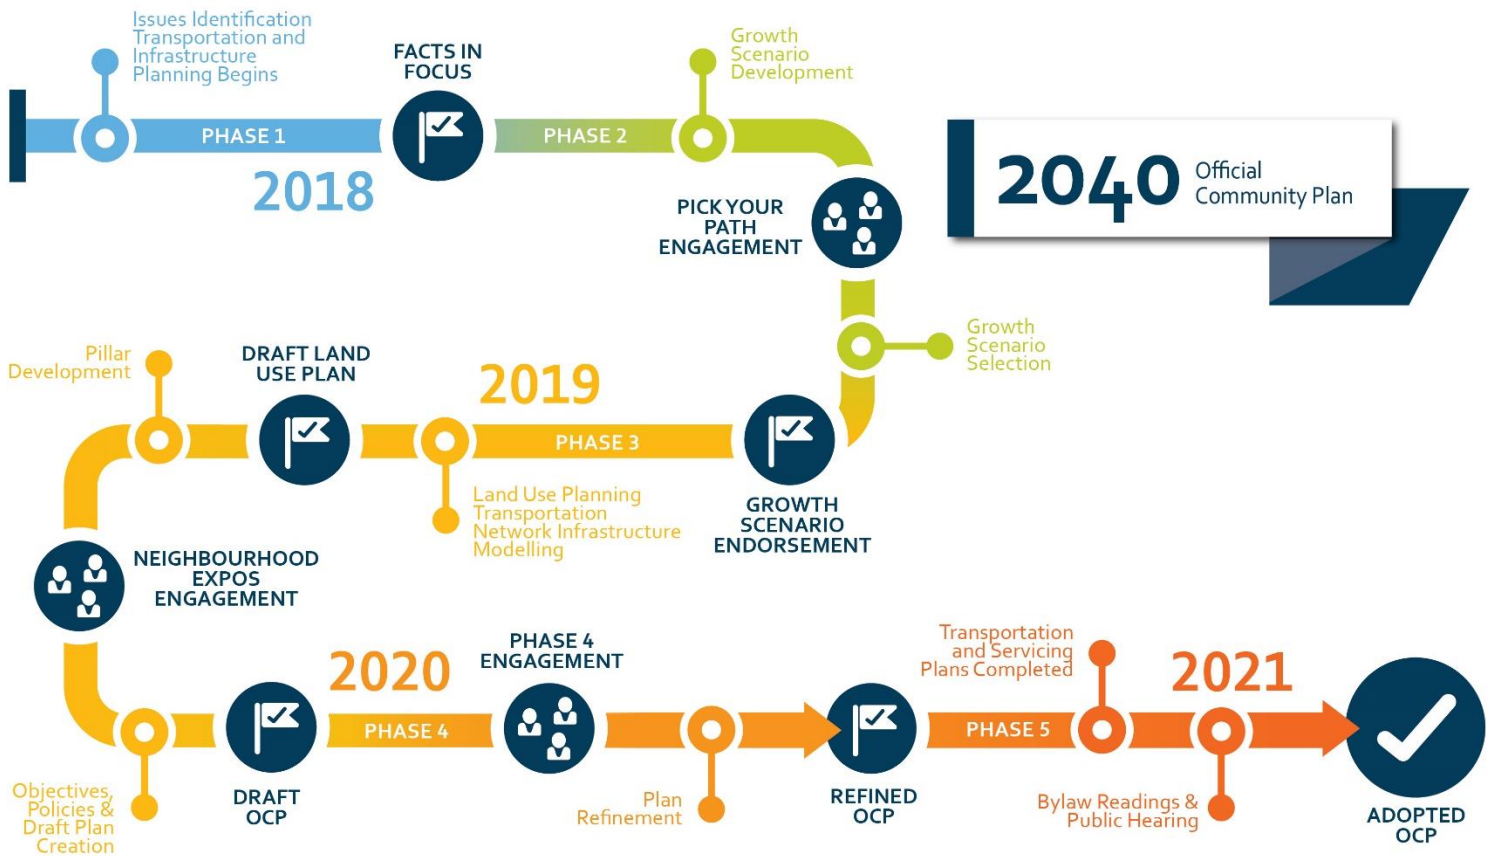 Issues Identification
Transportation and
Infrastructure
Planning Begins
FACTS IN
FOCUS
Growth
Scenario
Development
PHASE 1
PHASE 2
2018
2040
Official
Community Plan
PICK YOUR
PATH
ENGAGEMENT
Growth
Scenario
Selection
Pillar
Development
DRAFT LAND
USE PLAN
2019
PHASE 3
Land Use Planning
Transportation
Network Infrastructure
Modelling
GROWTH
SCENARIO
ENDORSEMENT
NEIGHBOURHOOD
EXPOS
ENGAGEMENT
2020
PHASE 4
ENGAGEMENT
Transportation
and Servicing
Plans Completed
2021
PHASE 4
PHASE 5
Objectives,
Policies &
Draft Plan
Creation
DRAFT
OCP
Plan
Refinement
REFINED
OCP
Bylaw Readings &
Public Hearing
ADOPTED
OCP